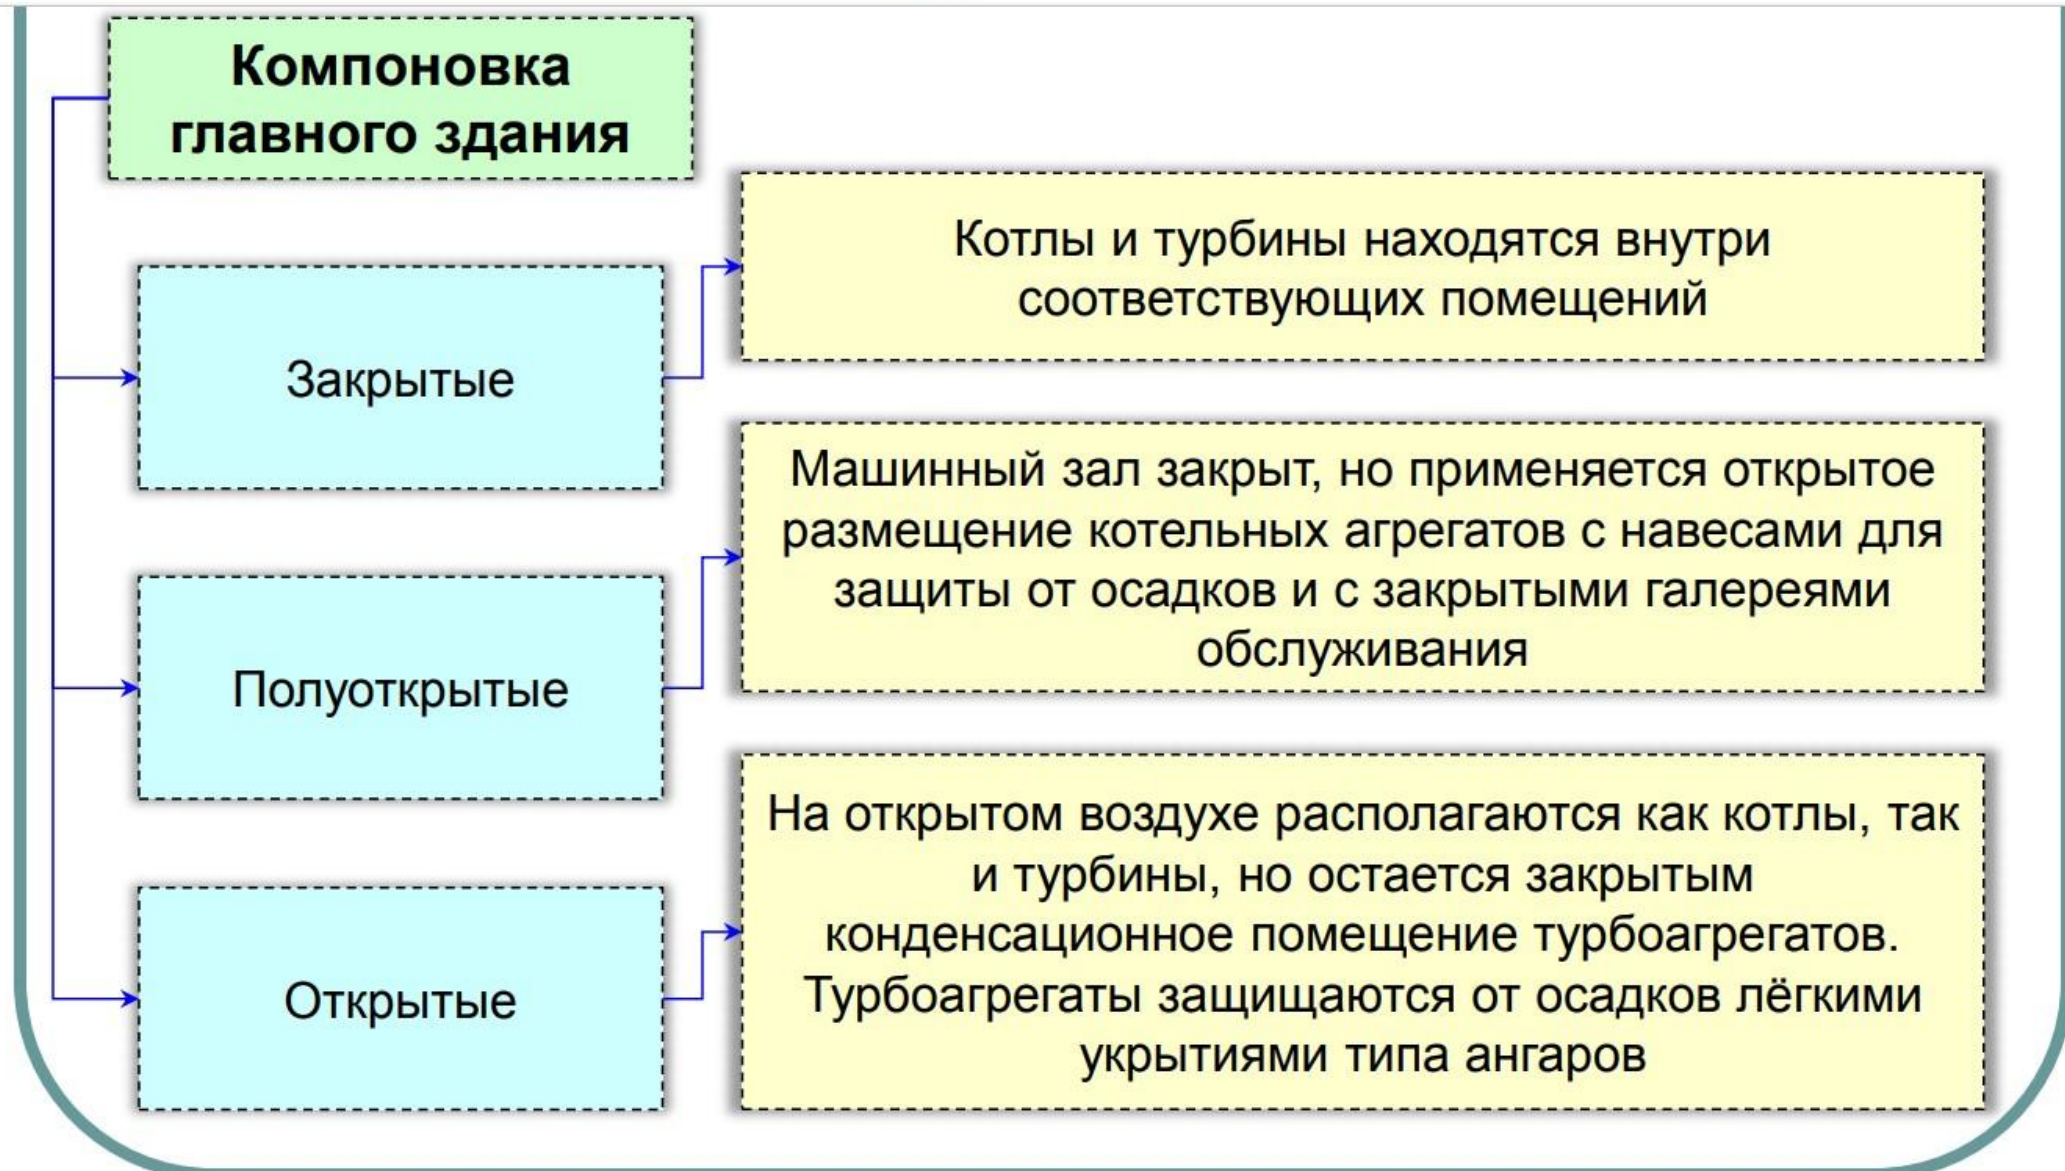 Компоновка
главного здания
Закрытые
Котлы и турбины находятся внутри
соответствующих помещений
Полуоткрытые
Машинный зал закрыт, но применяется открытое
размещение котельных агрегатов с навесами для
защиты от осадков и с закрытыми галереями
обслуживания
Открытые
На открытом воздухе располагаются как котлы, так
и турбины, но остается закрытым
конденсационное помещение турбоагрегатов.
Турбоагрегаты защищаются от осадков лёгкими
укрытиями типа ангаров